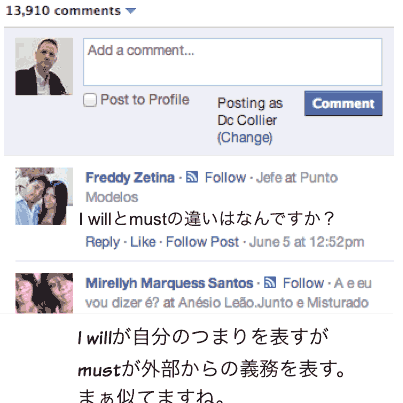 13,910 comments
Add a comment...
Post to Profile
Posting as
Dc Collier
(Change)
Comment
Freddy Zetina · Follow · Jefe at Punto
Modelos
I willとmustの違いはなんですか？
Reply · Like · Follow Post · June 5 at 12:52pm
Mirellyh Marquess Santos · Follow · A e eu
vou dizer é? at Anésio Leão.Junto e Misturado
I willが自分のつまりを表すが
mustが外部からの義務を表す。
まぁ似てますね。